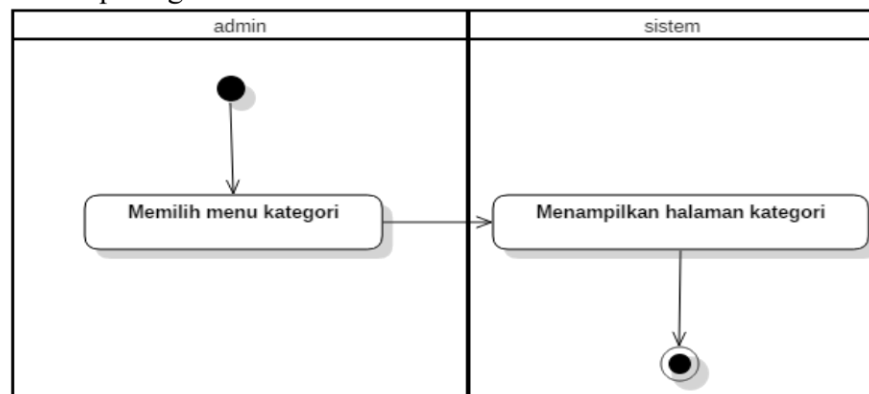 admin
sistem
Memilih menu kategori
Menampilkan halaman kategori